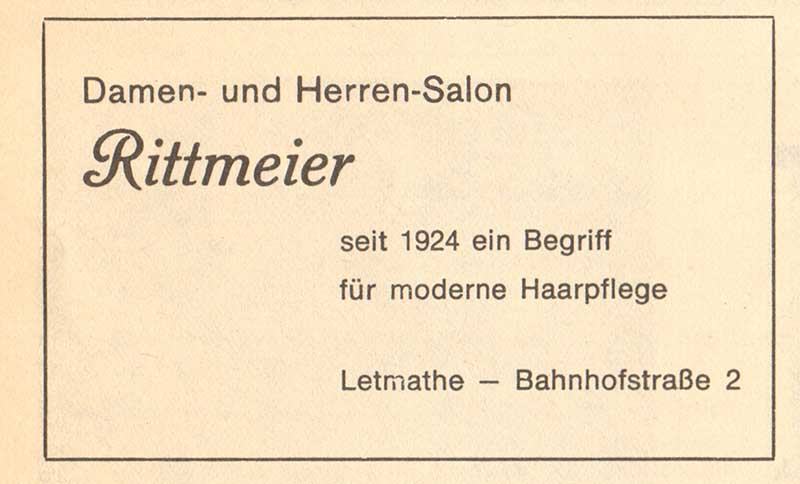 Damen- und Herren-Salon
Rittmeier
seit 1924 ein Begriff
für moderne Haarpflege
Letmathe — Bahnhofstraße 2